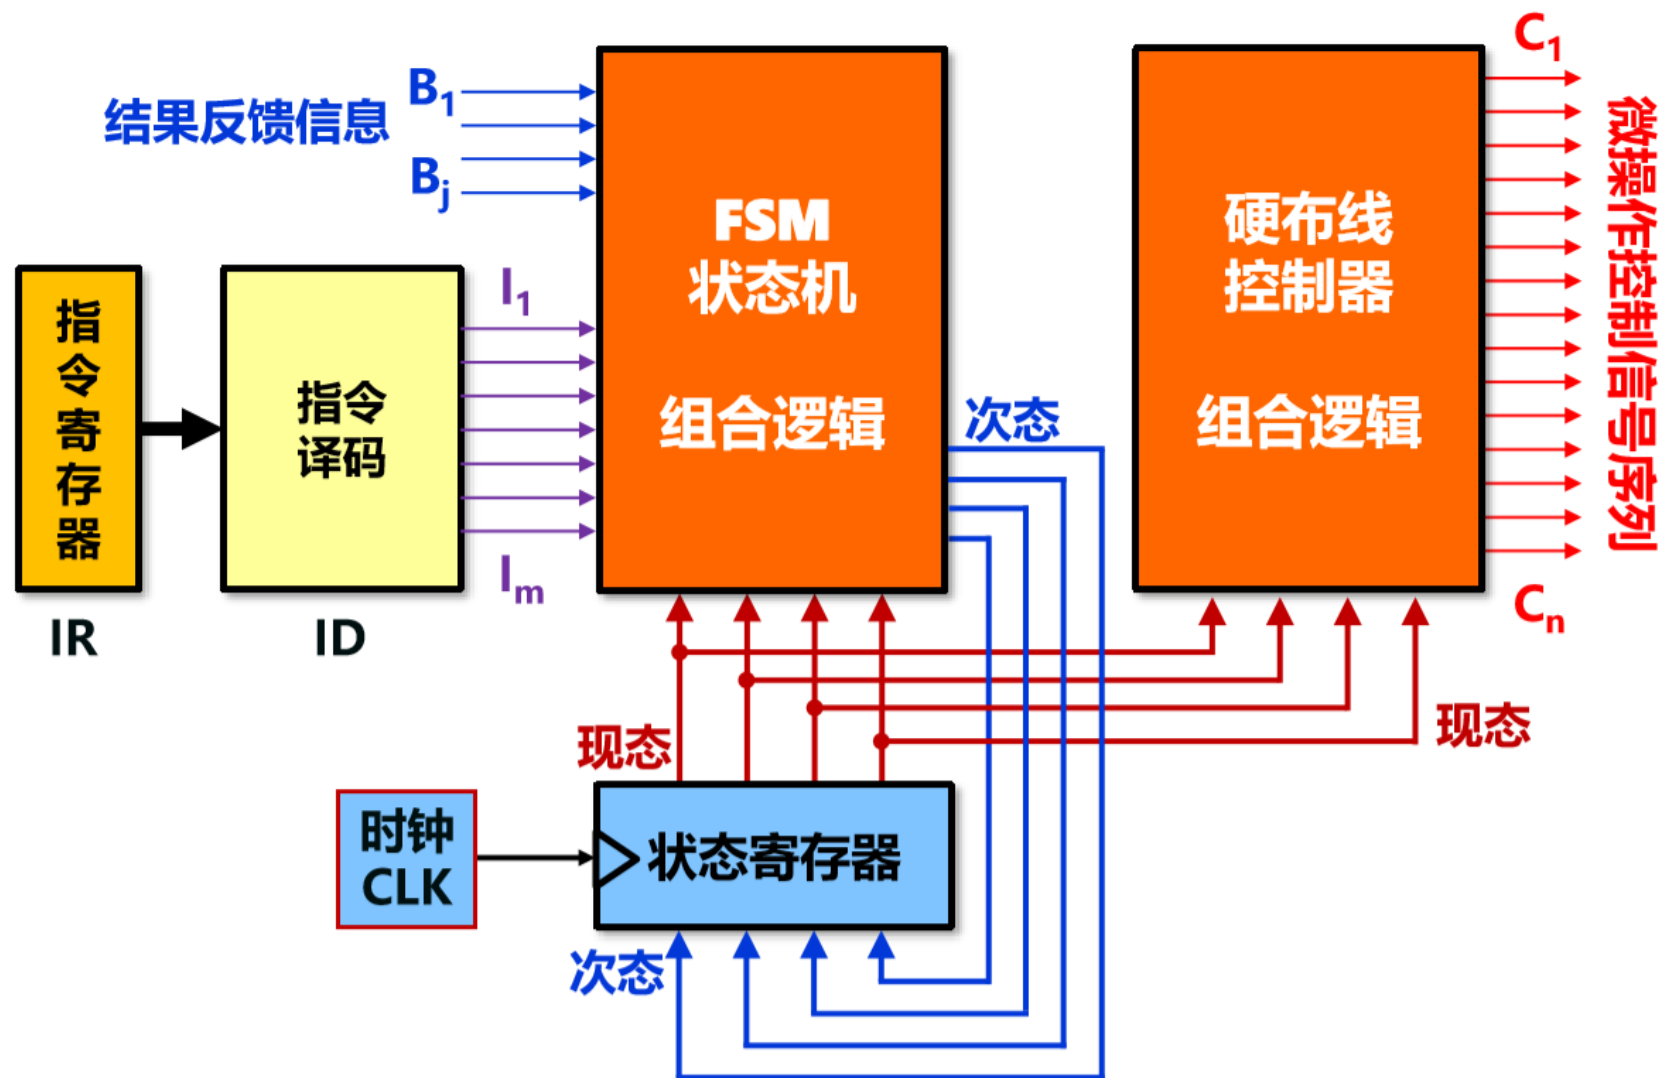 C1
B1
结果反馈信息
Bj
微操作控制信号序列
FSM
状态机
组合逻辑
硬布线
控制器
组合逻辑
I1
指令寄存器
指令
译码
次态
Im
Cn
IR
ID
现态
现态
时钟
CLK
状态寄存器
次态